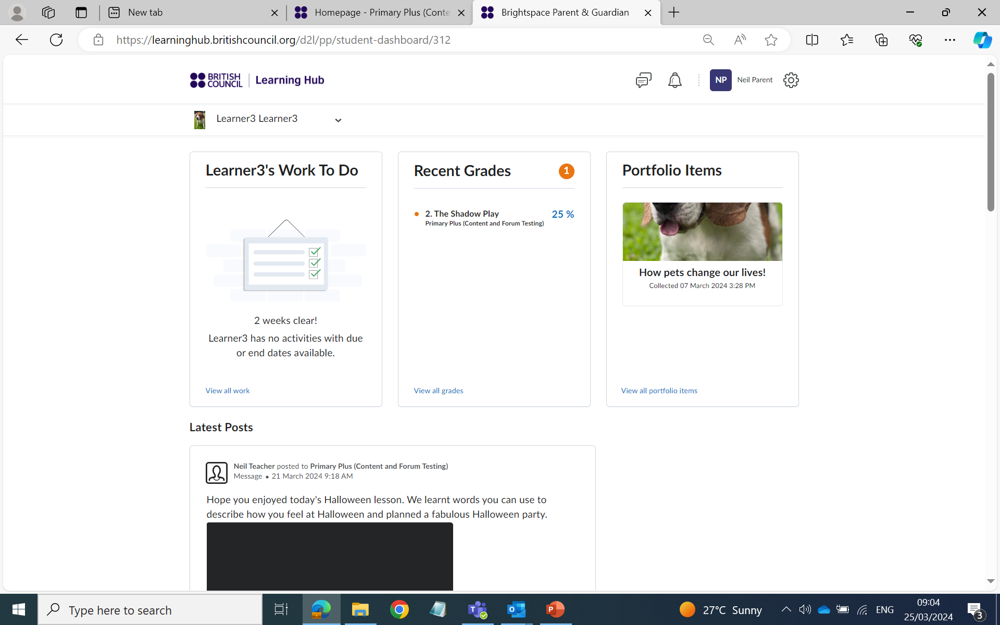 New tab
Homepage - Primary Plus (Conte
Brightspace Parent & Guardian
https://learninghub.britishcouncil.org/d2l/pp/student-dashboard/312
BRITISH COUNCIL
Learning Hub
NP
Neil Parent
Learner3 Learner3
Learner3's Work To Do
2 weeks clear!
Learner3 has no activities with due
or end dates available.
View all work
Recent Grades
1
2. The Shadow Play
25 %
Primary Plus (Content and Forum Testing)
View all grades
Portfolio Items
How pets change our lives!
Collected 07 March 2024 3:28 PM
View all portfolio items
Latest Posts
Neil Teacher posted to Primary Plus (Content and Forum Testing)
Message • 21 March 2024 9:18 AM
Hope you enjoyed today's Halloween lesson. We learnt words you can use to
describe how you feel at Halloween and planned a fabulous Halloween party.
Type here to search
27°C Sunny
ENG
09:04
25/03/2024
3